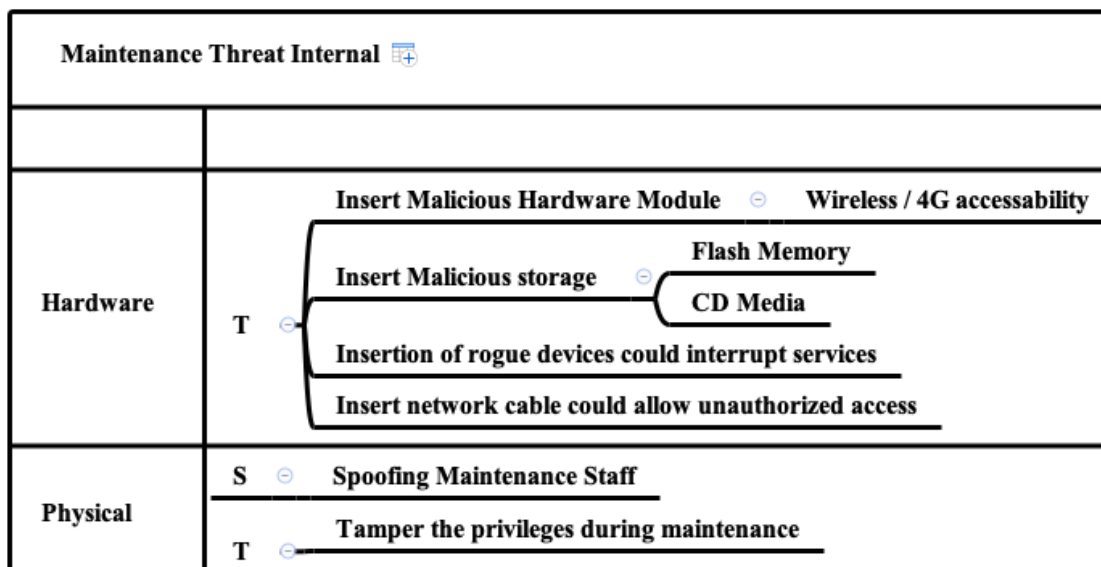 Maintenance Threat Internal
Insert Malicious Hardware Module
Wireless / 4G accessability
Flash Memory
Insert Malicious storage
CD Media
Hardware
T
Insertion of rogue devices could interrupt services
Insert network cable could allow unauthorized access
S
Spoofing Maintenance Staff
Physical
Tamper the privileges during maintenance
T